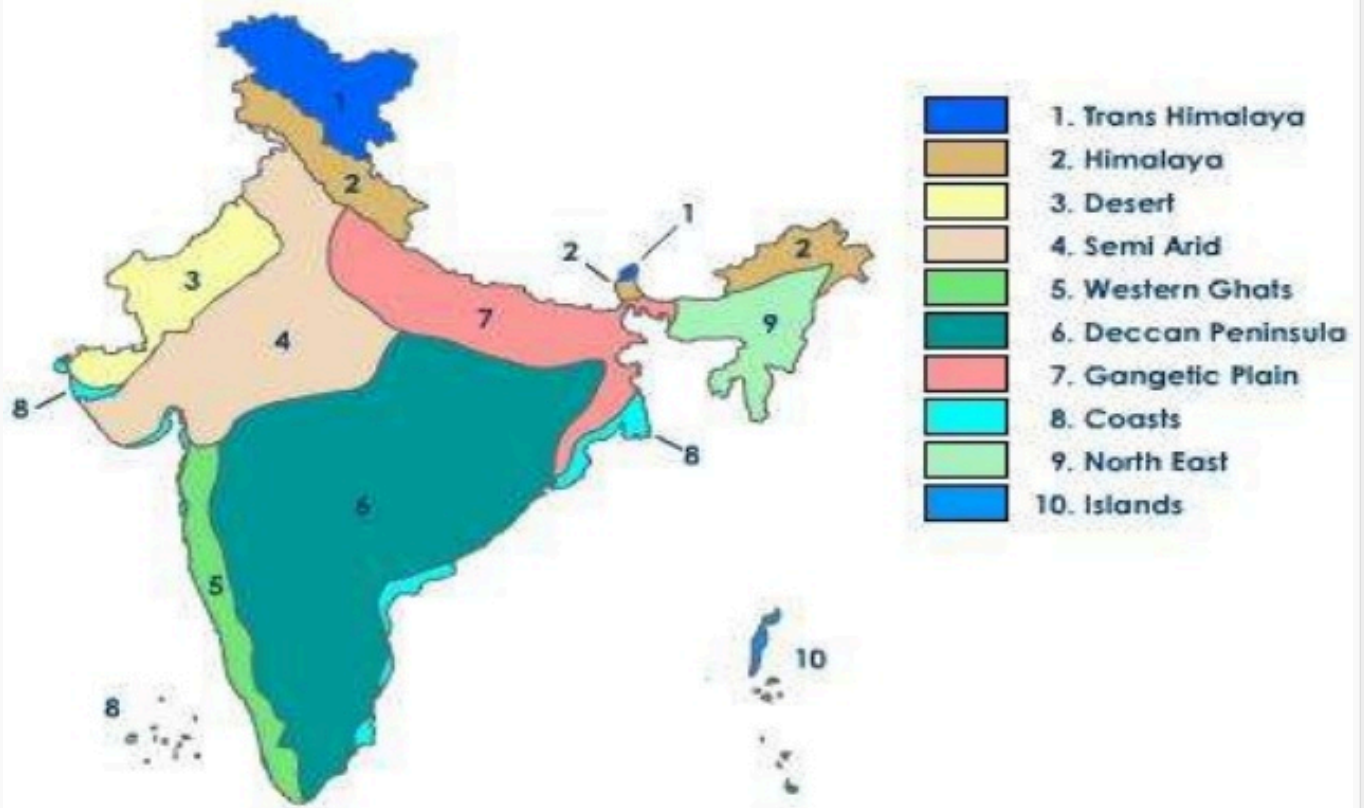 1
2
3
4
5
6
7
8
8
8
1
2
2
9
10
1. Trans Himalaya
2. Himalaya
3. Desert
4. Semi Arid
5. Western Ghats
6. Deccan Peninsula
7. Gangetic Plain
8. Coasts
9. North East
10. Islands